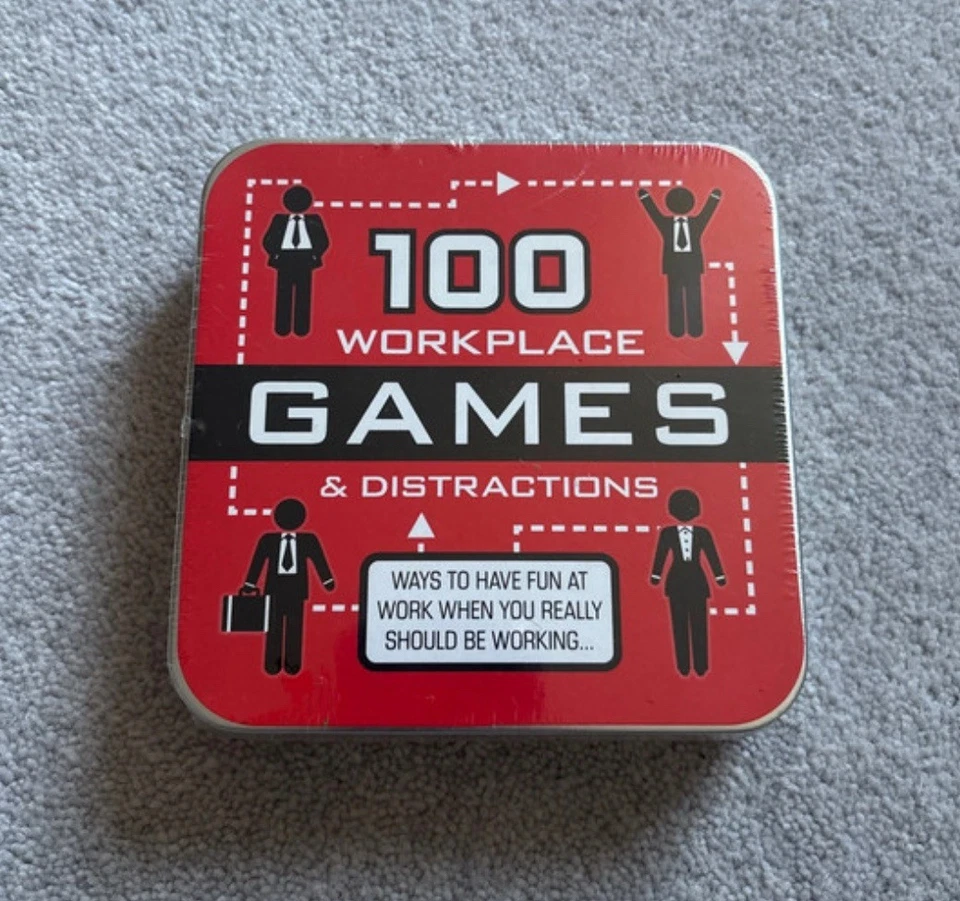 100
WORKPLACE
GAMES
& DISTRACTIONS
WAYS TO HAVE FUN AT
WORK WHEN YOU REALLY
SHOULD BE WORKING...